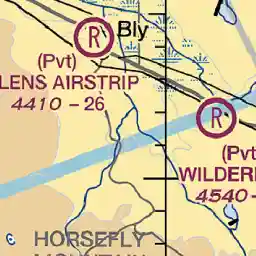 R
Bly
(Pvt)
LENS AIRSTRIP
4410 - 26
R
(Pvt
WILDER
4540 -
HORSEFLY